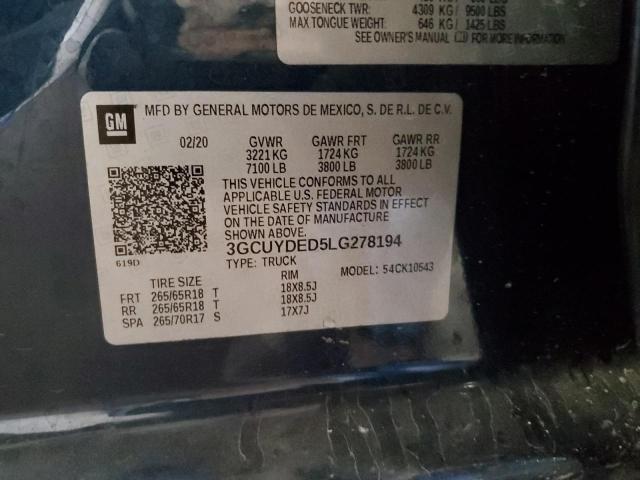 GOOSENECK TWR: 4309 KG/ 9500 LBS
MAX TONGUE WEIGHT: 646 KG/ 1425 LBS
SEE OWNER'S MANUAL FOR MORE INFORMATION
GM
MFD BY GENERAL MOTORS DE MEXICO, S. DE R.L. DE C.V.
02/20 GVWR GAWR FRT GAWR RR
3221 KG 1724 KG 1724 KG
7100 LB 3800 LB 3800 LB
THIS VEHICLE CONFORMS TO ALL
APPLICABLE U.S. FEDERAL MOTOR
VEHICLE SAFETY STANDARDS IN EFFECT
ON THE DATE OF MANUFACTURE
SHOWN ABOVE.
3GCUYDED5LG278194
619D
TYPE: TRUCK MODEL: 54CK10543
TIRE SIZE RIM
FRT 265/65R18 T 18X8.5J
RR 265/65R18 T 18X8.5J
SPA 265/70R17 S 17X7J